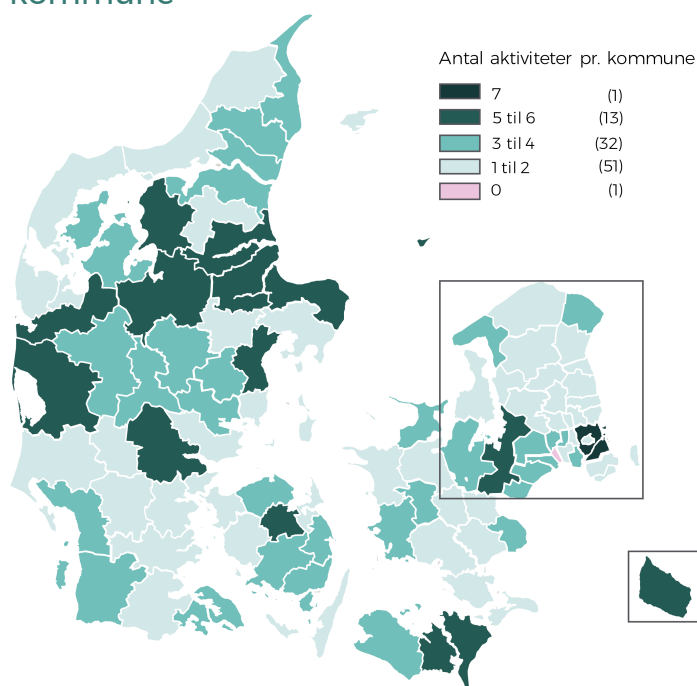 kommune
Antal aktiviteter pr. kommune
7 (1)
5 til 6 (13)
3 til 4 (32)
1 til 2 (51)
0 (1)